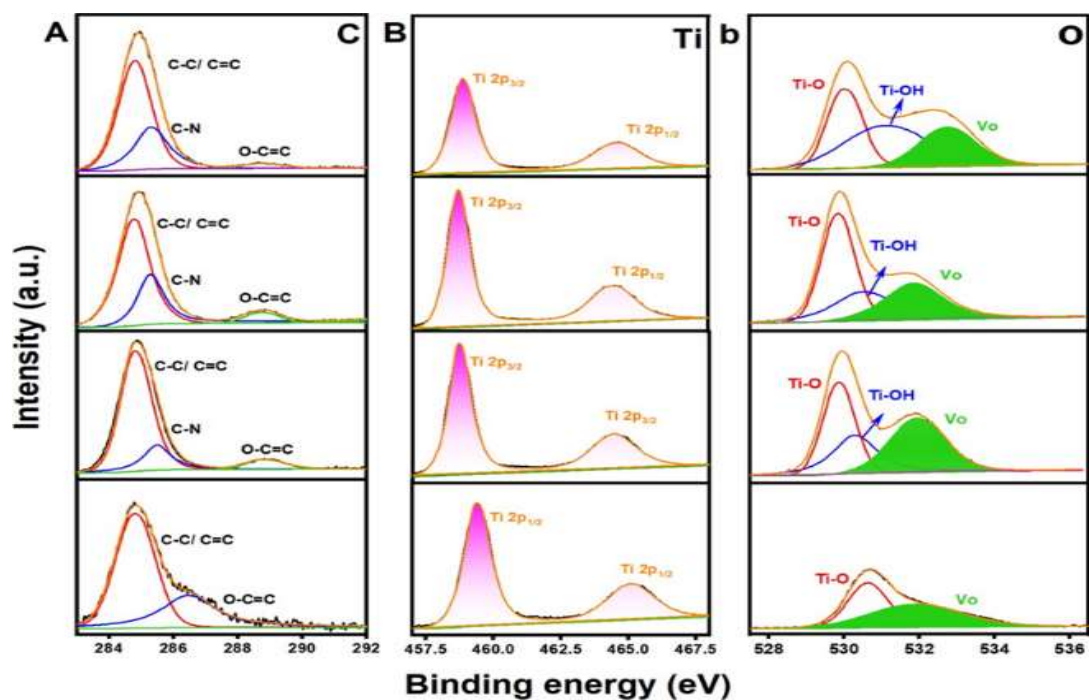 A
C
C-C/ C=C
C-N
O-C=C
C-C/ C=C
C-N
O-C=C
C-C/ C=C
C-N
O-C=C
C-C/ C=C
O-C=C
284 286 288 290 292
B
Ti
Ti 2p3/2
Ti 2p1/2
Ti 2p3/2
Ti 2p1/2
Ti 2p3/2
Ti 2p3/2
Ti 2p1/2
Ti 2p1/2
457.5 460.0 462.5 465.0 467.5
b
O
Ti-O
Ti-OH
Vo
Ti-O
Ti-OH
Vo
Ti-O
Ti-OH
Vo
Ti-O
Vo
528 530 532 534 536
Intensity (a.u.)
Binding energy (eV)